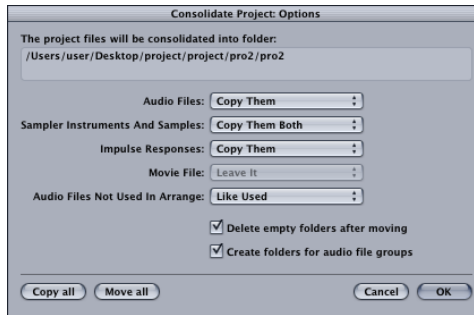 Consolidate Project: Options
The project files will be consolidated into folder:
/Users/user/Desktop/project/project/pro2/pro2
Audio Files: Copy Them
Sampler Instruments And Samples: Copy Them Both
Impulse Responses: Copy Them
Movie File: Leave It
Audio Files Not Used In Arrange: Like Used
Delete empty folders after moving
Create folders for audio file groups
Copy all Move all Cancel OK